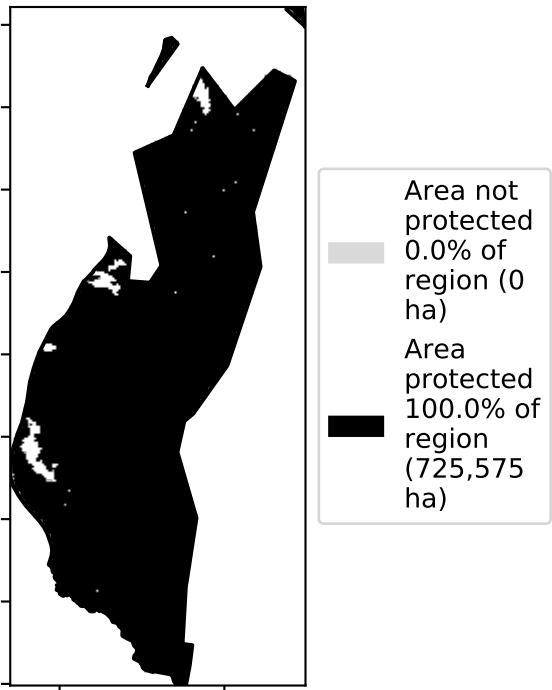 Area not
protected
0.0% of
region (0
ha)
Area
protected
100.0% of
region
(725,575
ha)